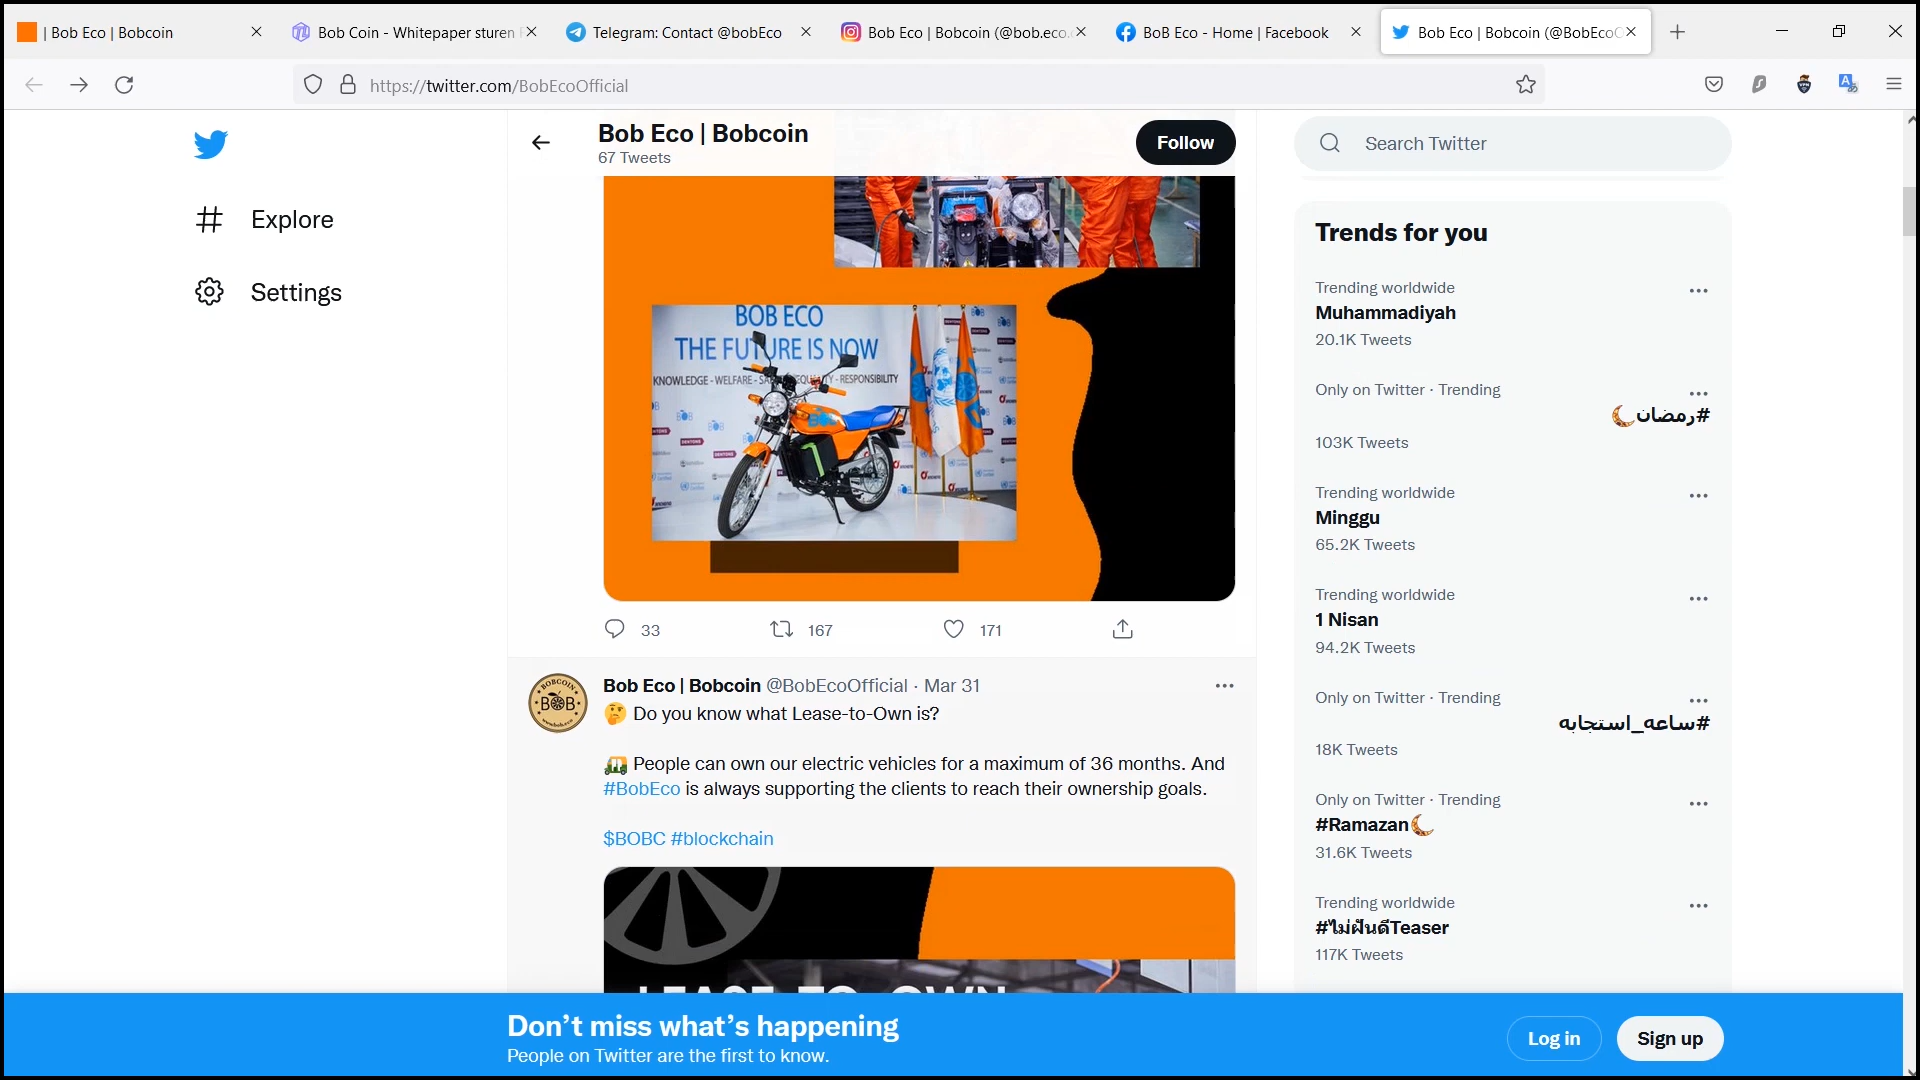 | Bob Eco | Bobcoin
Bob Coin - Whitepaper sturen
Telegram: Contact @bobEco
Bob Eco | Bobcoin (@bob.eco.
BoB Eco - Home | Facebook
Bob Eco | Bobcoin (@BobEcoO
https://twitter.com/BobEcoOfficial
Bob Eco | Bobcoin
67 Tweets
Follow
Search Twitter
Explore
Settings
BOB ECO
THE FUTURE IS NOW
KNOWLEDGE - WELFARE - EQUALITY - RESPONSIBILITY
33
167
171
BOBCOIN
BOB
Bob Eco | Bobcoin @BobEcoOfficial · Mar 31
🤔 Do you know what Lease-to-Own is?
🛺 People can own our electric vehicles for a maximum of 36 months. And
#BobEco is always supporting the clients to reach their ownership goals.
$BOBC #blockchain
LEASE-TO-OWN
Trends for you
Trending worldwide
Muhammadiyah
20.1K Tweets
Only on Twitter · Trending
#رمضان🌙
103K Tweets
Trending worldwide
Minggu
65.2K Tweets
Trending worldwide
1 Nisan
94.2K Tweets
Only on Twitter · Trending
#ساعه_استجابه
18K Tweets
Only on Twitter · Trending
#Ramazan🌙
31.6K Tweets
Trending worldwide
#ไม่ฝันดีTeaser
117K Tweets
Don't miss what's happening
People on Twitter are the first to know.
Log in
Sign up